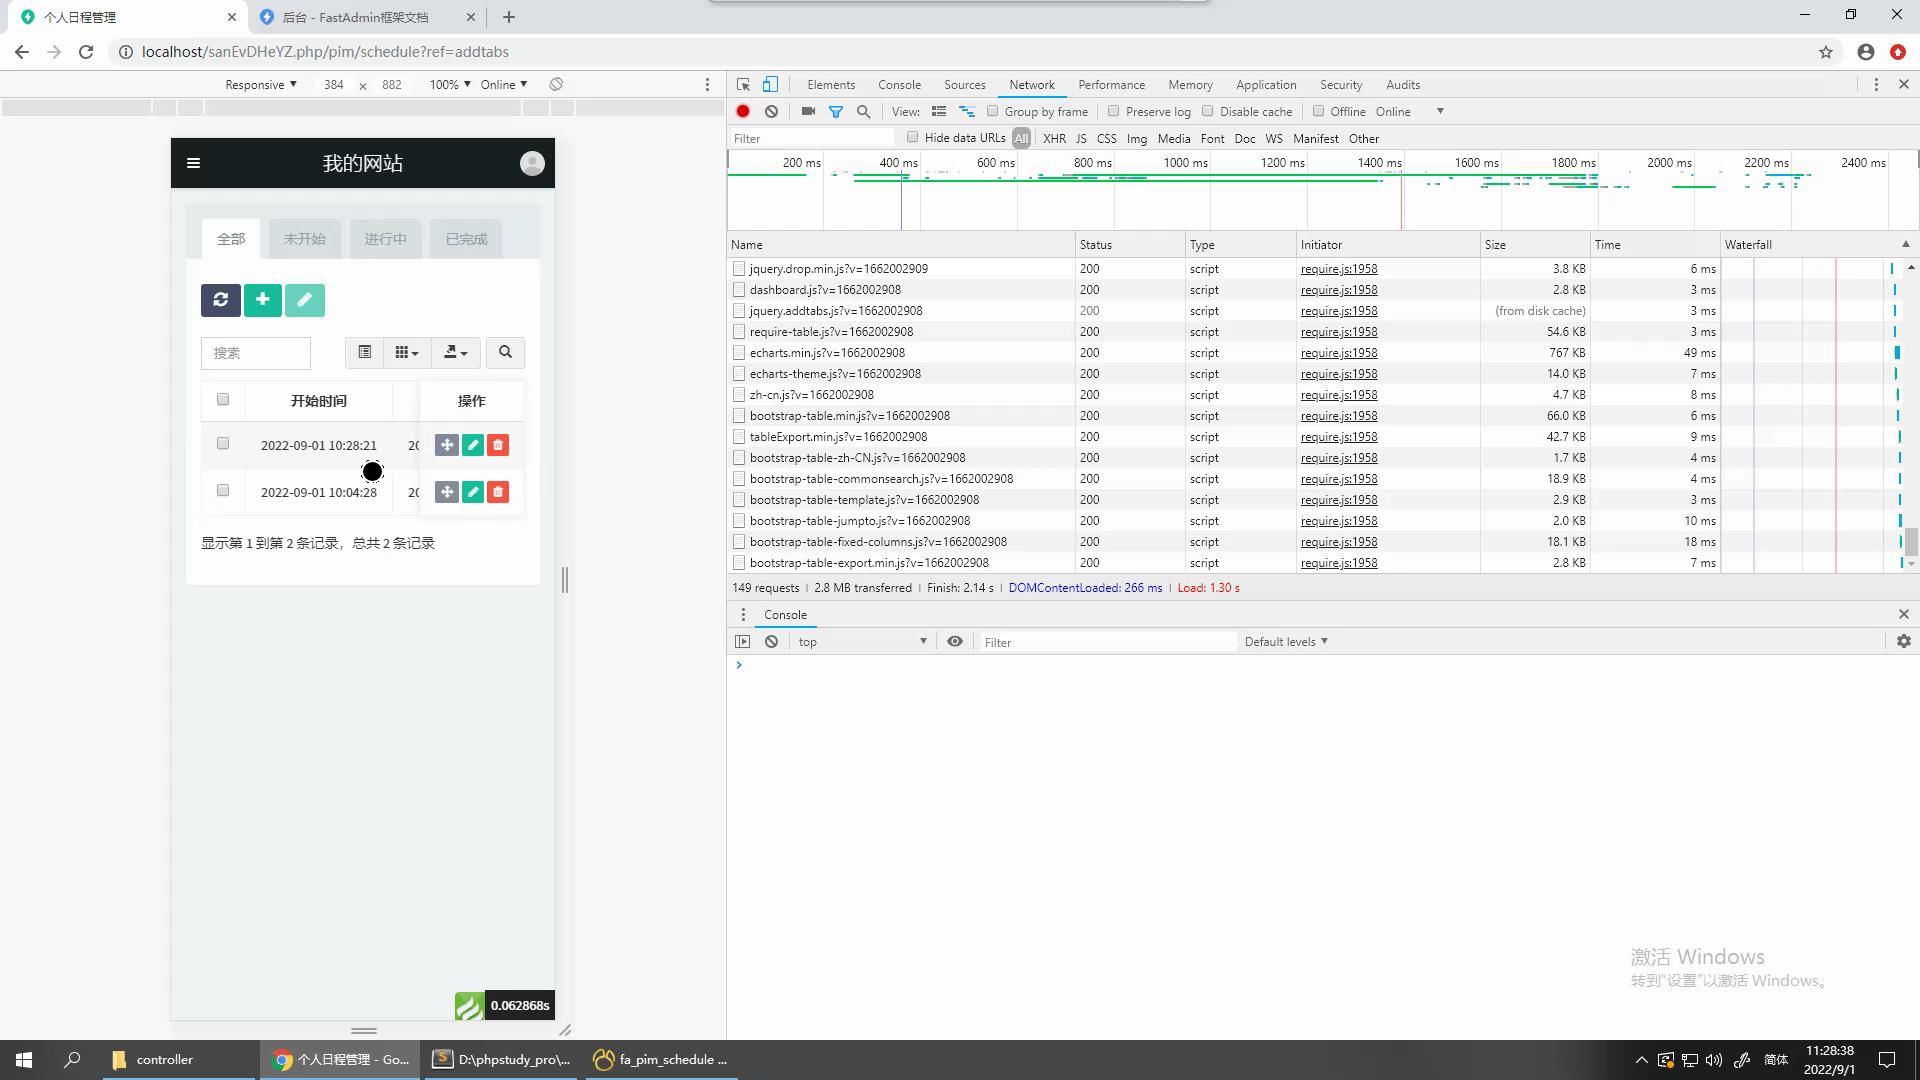 个人日程管理
后台 - FastAdmin框架文档
localhost/sanEvDHeYZ.php/pim/schedule?ref=addtabs
Responsive 384 x 882 100% Online
Elements Console Sources Network Performance Memory Application Security Audits
View: Group by frame Preserve log Disable cache Offline Online
Filter Hide data URLs All XHR JS CSS Img Media Font Doc WS Manifest Other
200 ms 400 ms 600 ms 800 ms 1000 ms 1200 ms 1400 ms 1600 ms 1800 ms 2000 ms 2200 ms 2400 ms
Name Status Type Initiator Size Time Waterfall
jquery.drop.min.js?v=1662002909 200 script require.js:1958 3.8 KB 6 ms
dashboard.js?v=1662002908 200 script require.js:1958 2.8 KB 3 ms
jquery.addtabs.js?v=1662002908 200 script require.js:1958 (from disk cache) 3 ms
require-table.js?v=1662002908 200 script require.js:1958 54.6 KB 3 ms
echarts.min.js?v=1662002908 200 script require.js:1958 767 KB 49 ms
echarts-theme.js?v=1662002908 200 script require.js:1958 14.0 KB 7 ms
zh-cn.js?v=1662002908 200 script require.js:1958 4.7 KB 8 ms
bootstrap-table.min.js?v=1662002908 200 script require.js:1958 66.0 KB 6 ms
tableExport.min.js?v=1662002908 200 script require.js:1958 42.7 KB 9 ms
bootstrap-table-zh-CN.js?v=1662002908 200 script require.js:1958 1.7 KB 4 ms
bootstrap-table-commonsearch.js?v=1662002908 200 script require.js:1958 18.9 KB 4 ms
bootstrap-table-template.js?v=1662002908 200 script require.js:1958 2.9 KB 3 ms
bootstrap-table-jumpto.js?v=1662002908 200 script require.js:1958 2.0 KB 10 ms
bootstrap-table-fixed-columns.js?v=1662002908 200 script require.js:1958 18.1 KB 18 ms
bootstrap-table-export.min.js?v=1662002908 200 script require.js:1958 2.8 KB 7 ms
149 requests 2.8 MB transferred Finish: 2.14 s DOMContentLoaded: 266 ms Load: 1.30 s
Console
top Filter Default levels
我的网站
全部 未开始 进行中 已完成
搜索
开始时间 操作
2022-09-01 10:28:21 20
2022-09-01 10:04:28 20
显示第 1 到第 2 条记录，总共 2 条记录
0.062868s
激活 Windows
转到“设置”以激活 Windows。
controller
个人日程管理 - Go...
D:\phpstudy_pro\...
fa_pim_schedule ...
简体
11:28:38
2022/9/1